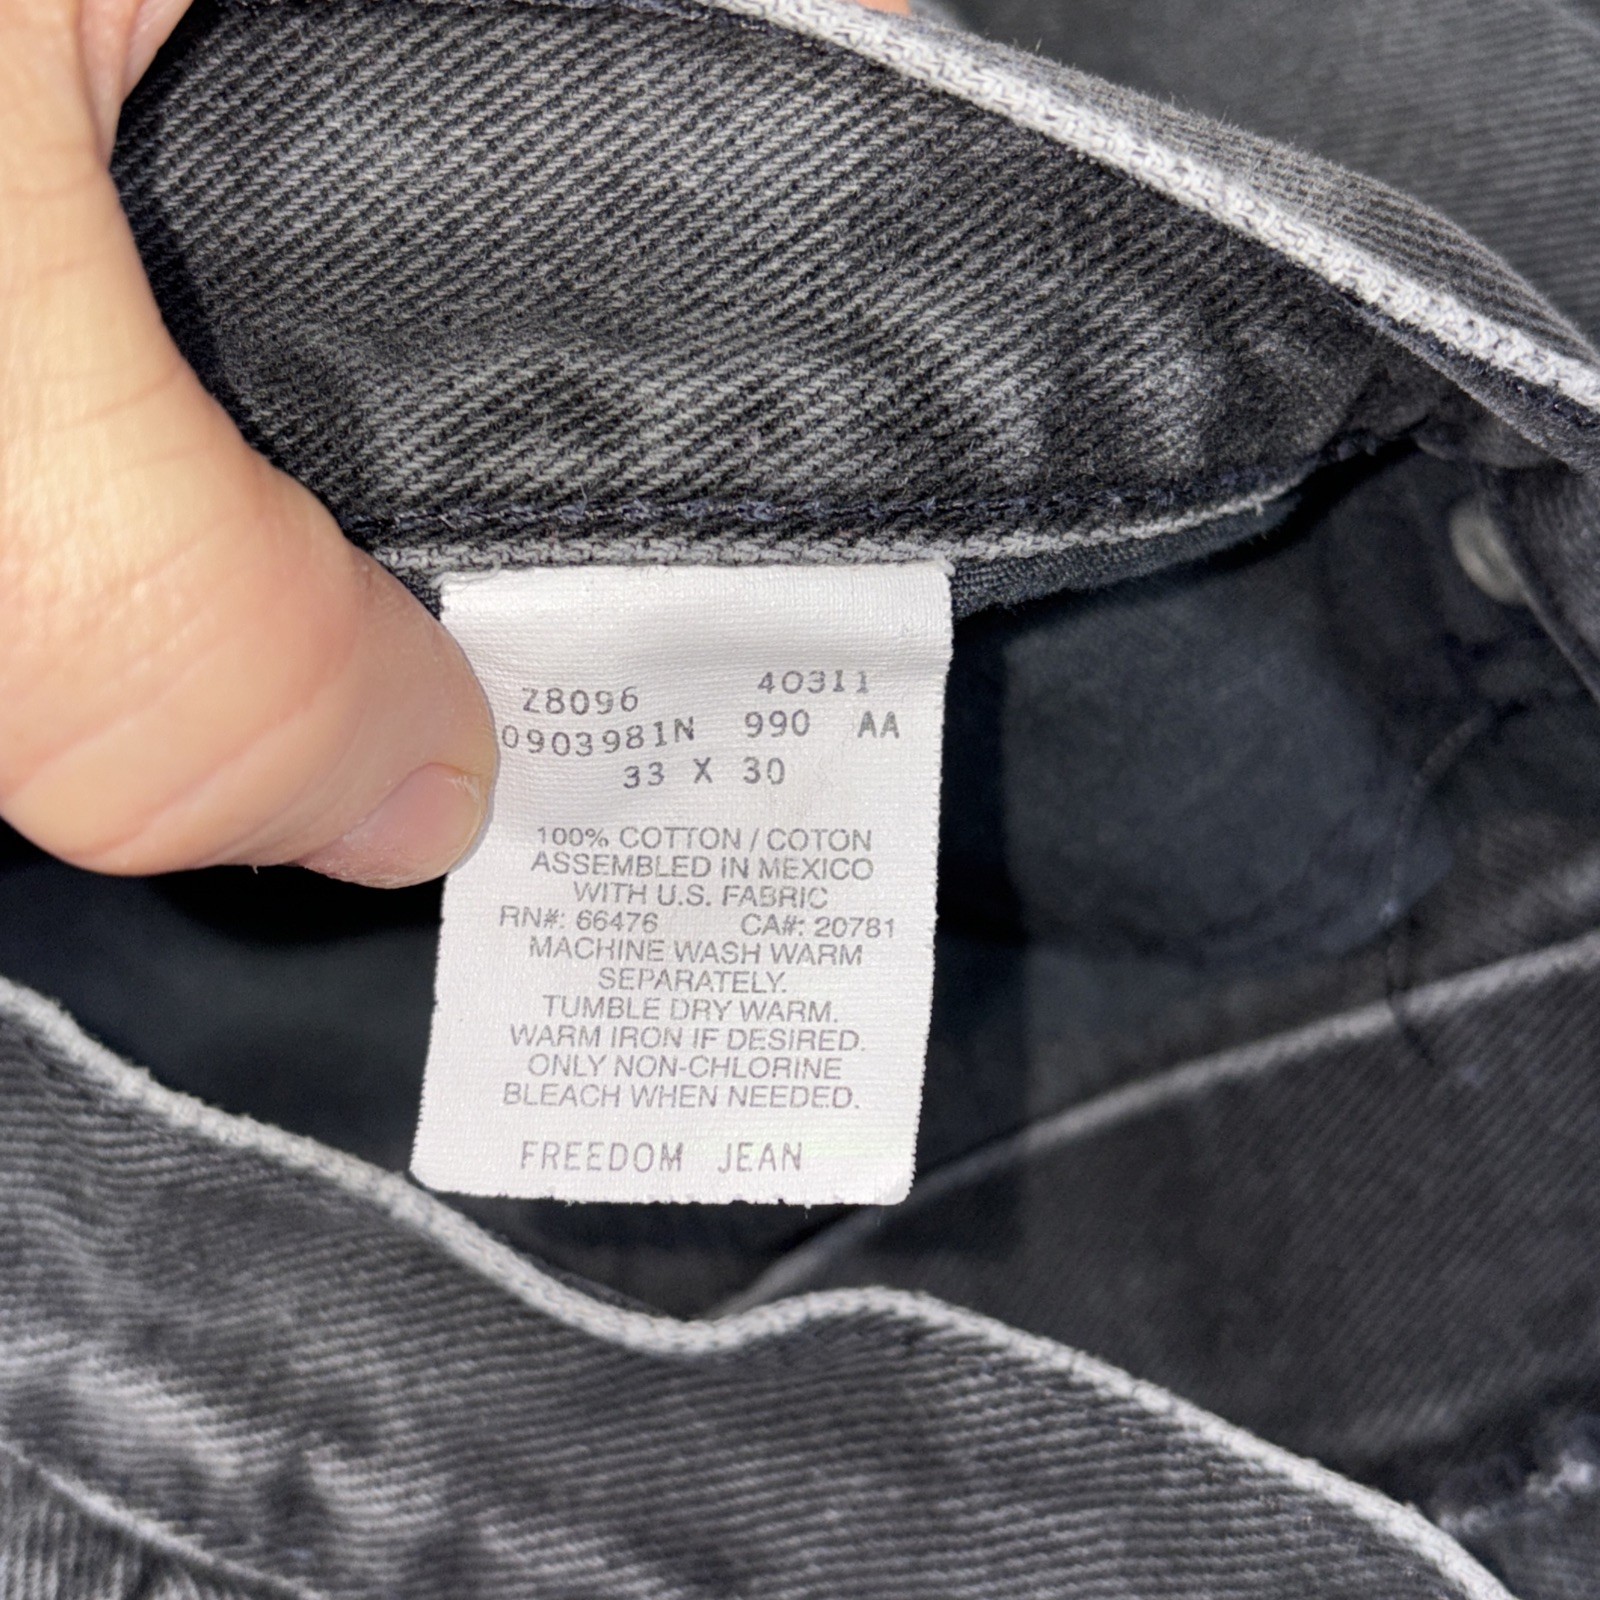 Z8096 40311
0903981N 990 AA
33 X 30
100% COTTON / COTON
ASSEMBLED IN MEXICO
WITH U.S. FABRIC
RN#: 66476 CA#: 20781
MACHINE WASH WARM
SEPARATELY.
TUMBLE DRY WARM.
WARM IRON IF DESIRED.
ONLY NON-CHLORINE
BLEACH WHEN NEEDED.
FREEDOM JEAN